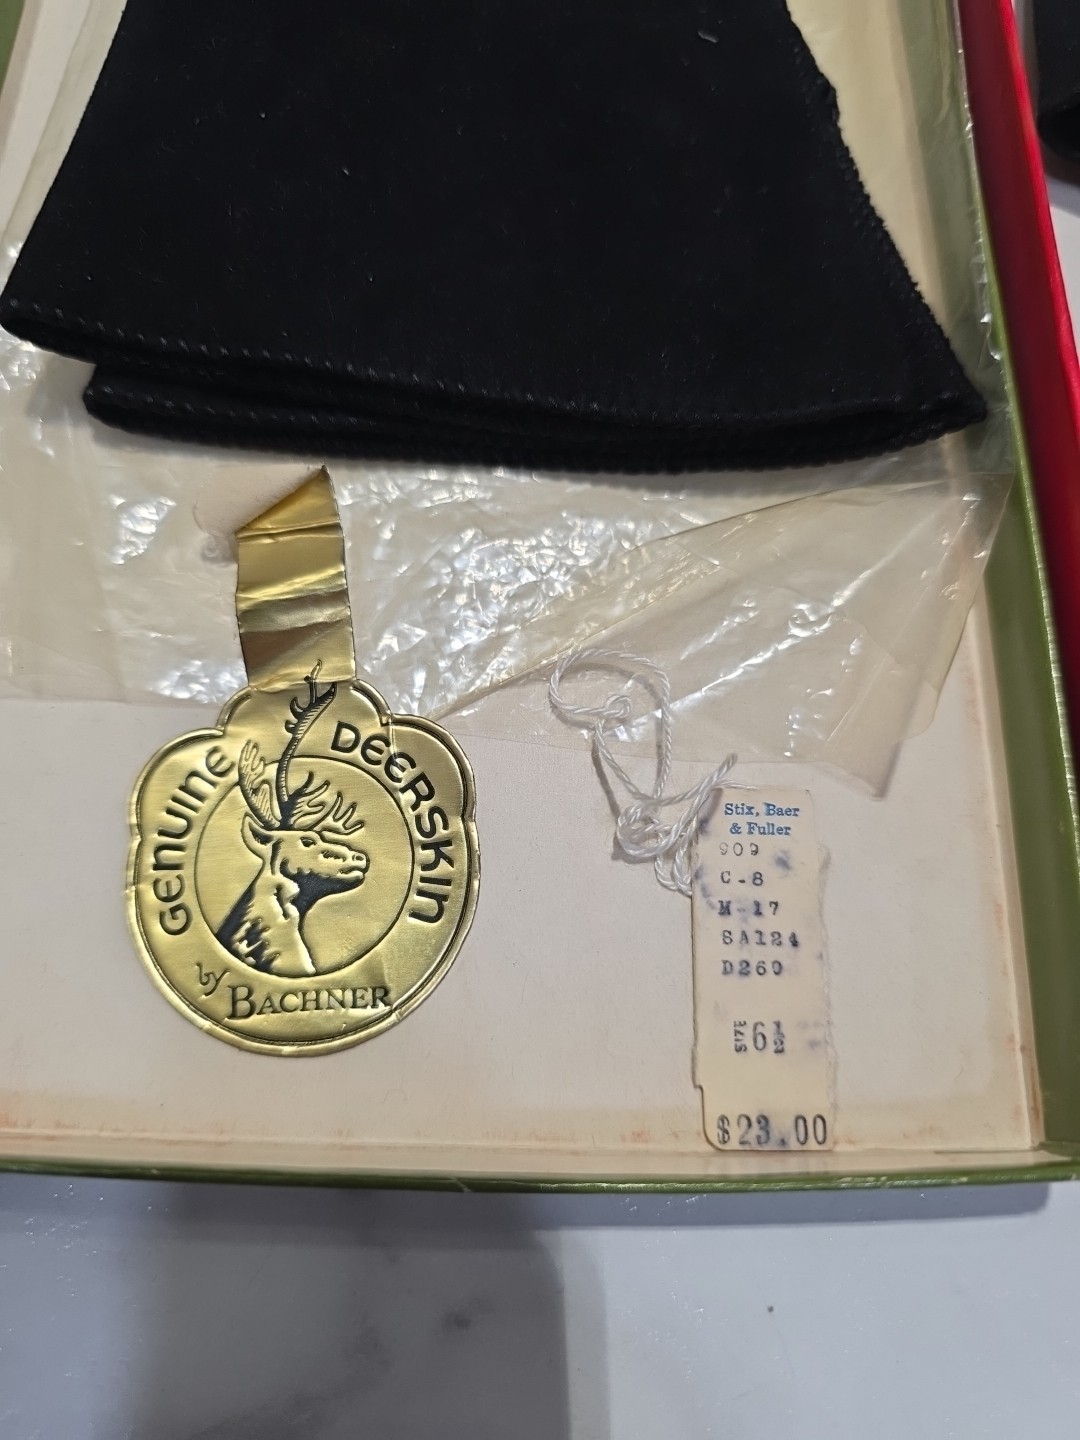 GENUINE DEERSKIN
by BACHNER
Stix, Baer
& Fuller
909
C-8
M-17
SA124
D260
SIZE 6½
$23.00